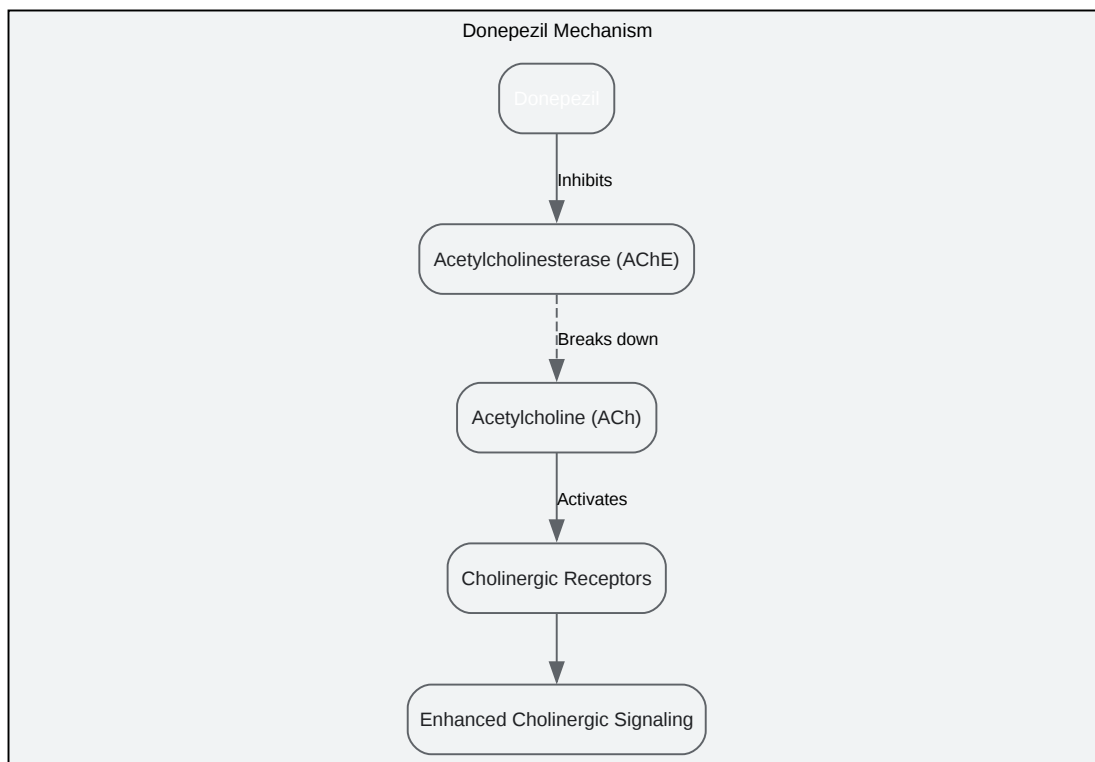 Donepezil Mechanism
Donepezil
Inhibits
Acetylcholinesterase (AChE)
Breaks down
Acetylcholine (ACh)
Activates
Cholinergic Receptors
Enhanced Cholinergic Signaling